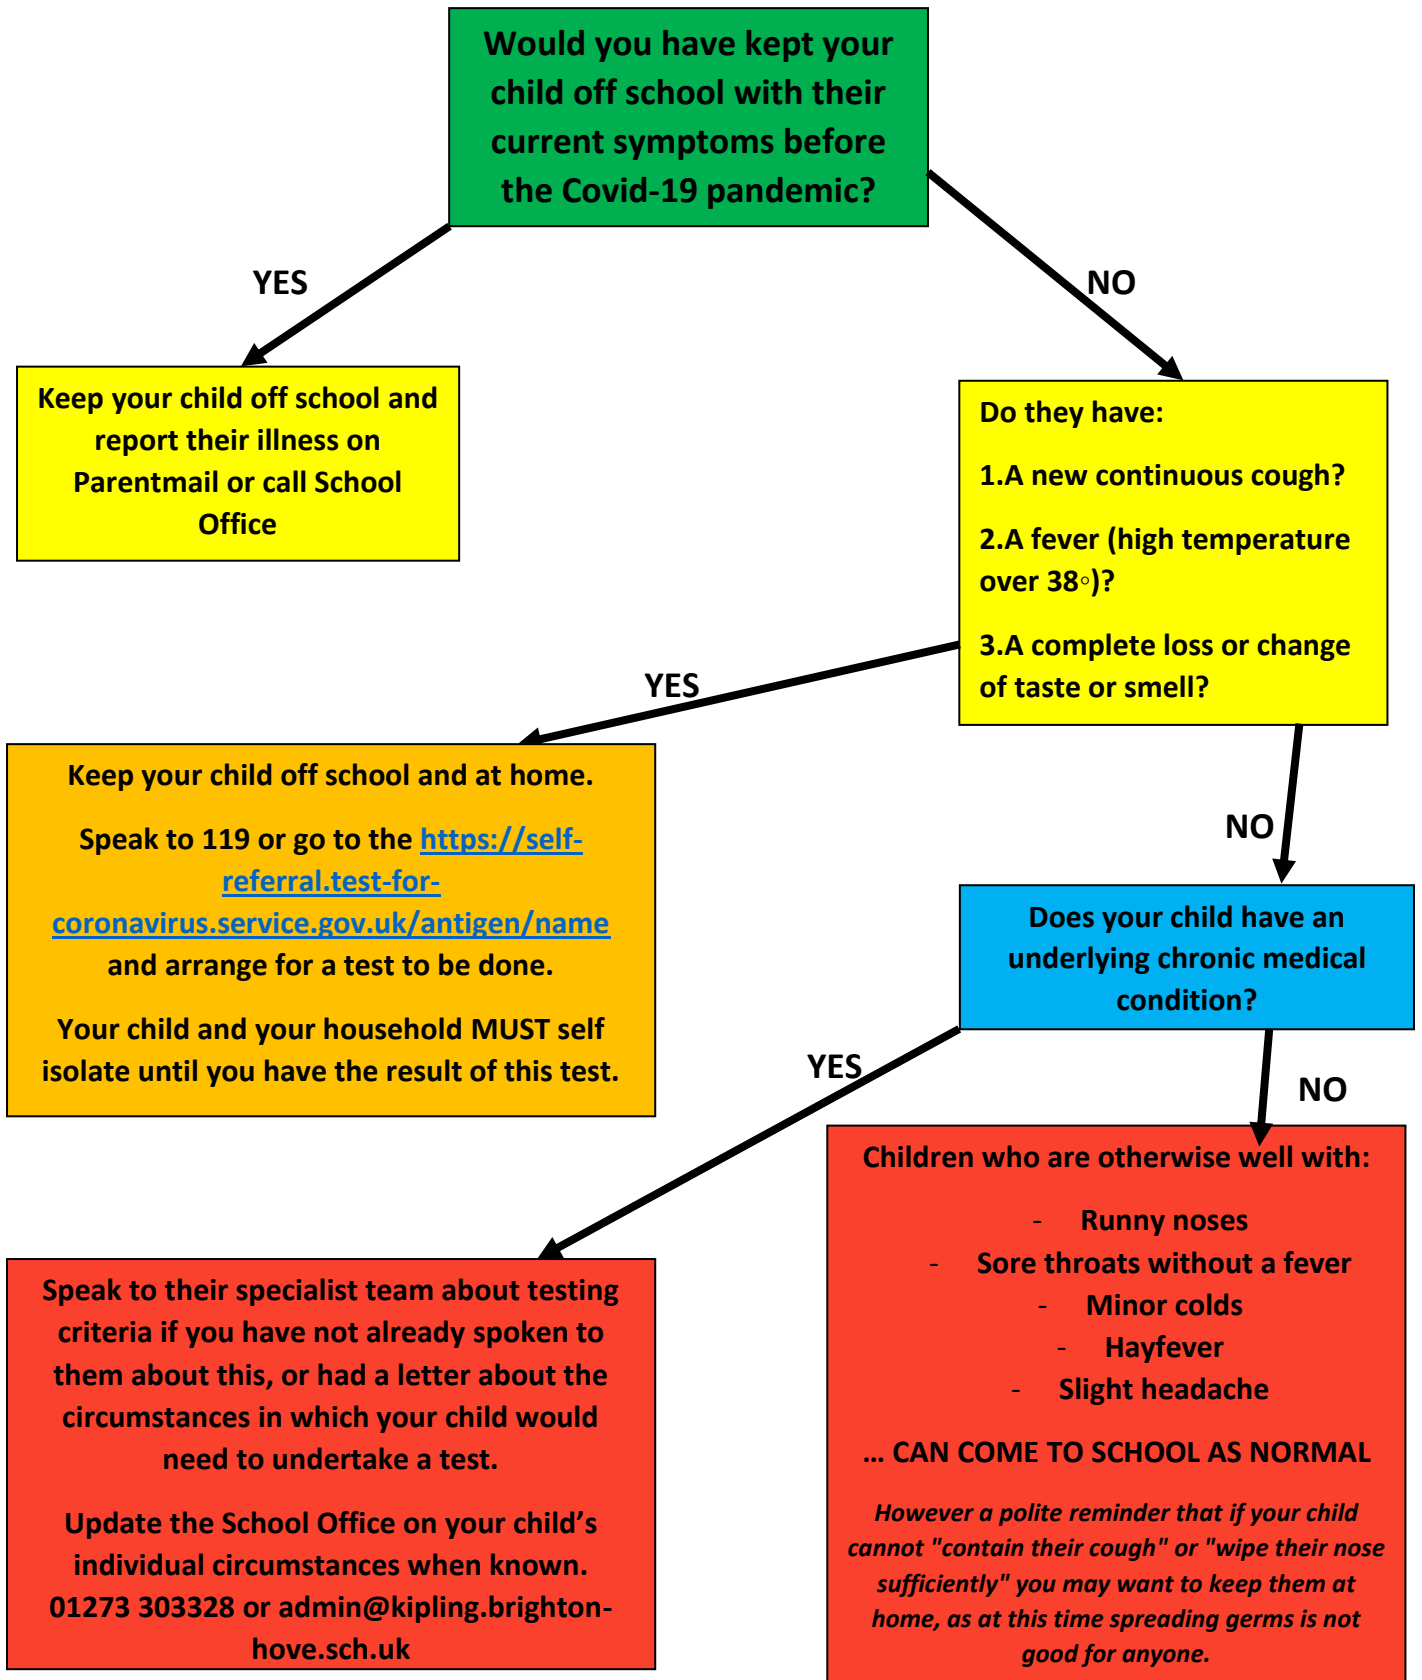 Would you have kept your
child off school with their
current symptoms before
the Covid-19 pandemic?
YES
NO
Keep your child off school and
report their illness on
Parentmail or call School
Office
Do they have:
1.A new continuous cough?
2.A fever (high temperature
over 38◦)?
3.A complete loss or change
of taste or smell?
YES
NO
Keep your child off school and at home.
Speak to 119 or go to the https://self-
referral.test-for-
coronavirus.service.gov.uk/antigen/name
and arrange for a test to be done.
Your child and your household MUST self
isolate until you have the result of this test.
Does your child have an
underlying chronic medical
condition?
YES
NO
Speak to their specialist team about testing
criteria if you have not already spoken to
them about this, or had a letter about the
circumstances in which your child would
need to undertake a test.
Update the School Office on your child’s
individual circumstances when known.
01273 303328 or admin@kipling.brighton-
hove.sch.uk
Children who are otherwise well with:
- Runny noses
- Sore throats without a fever
- Minor colds
- Hayfever
- Slight headache
… CAN COME TO SCHOOL AS NORMAL
However a polite reminder that if your child
cannot "contain their cough" or "wipe their nose
sufficiently" you may want to keep them at
home, as at this time spreading germs is not
good for anyone.